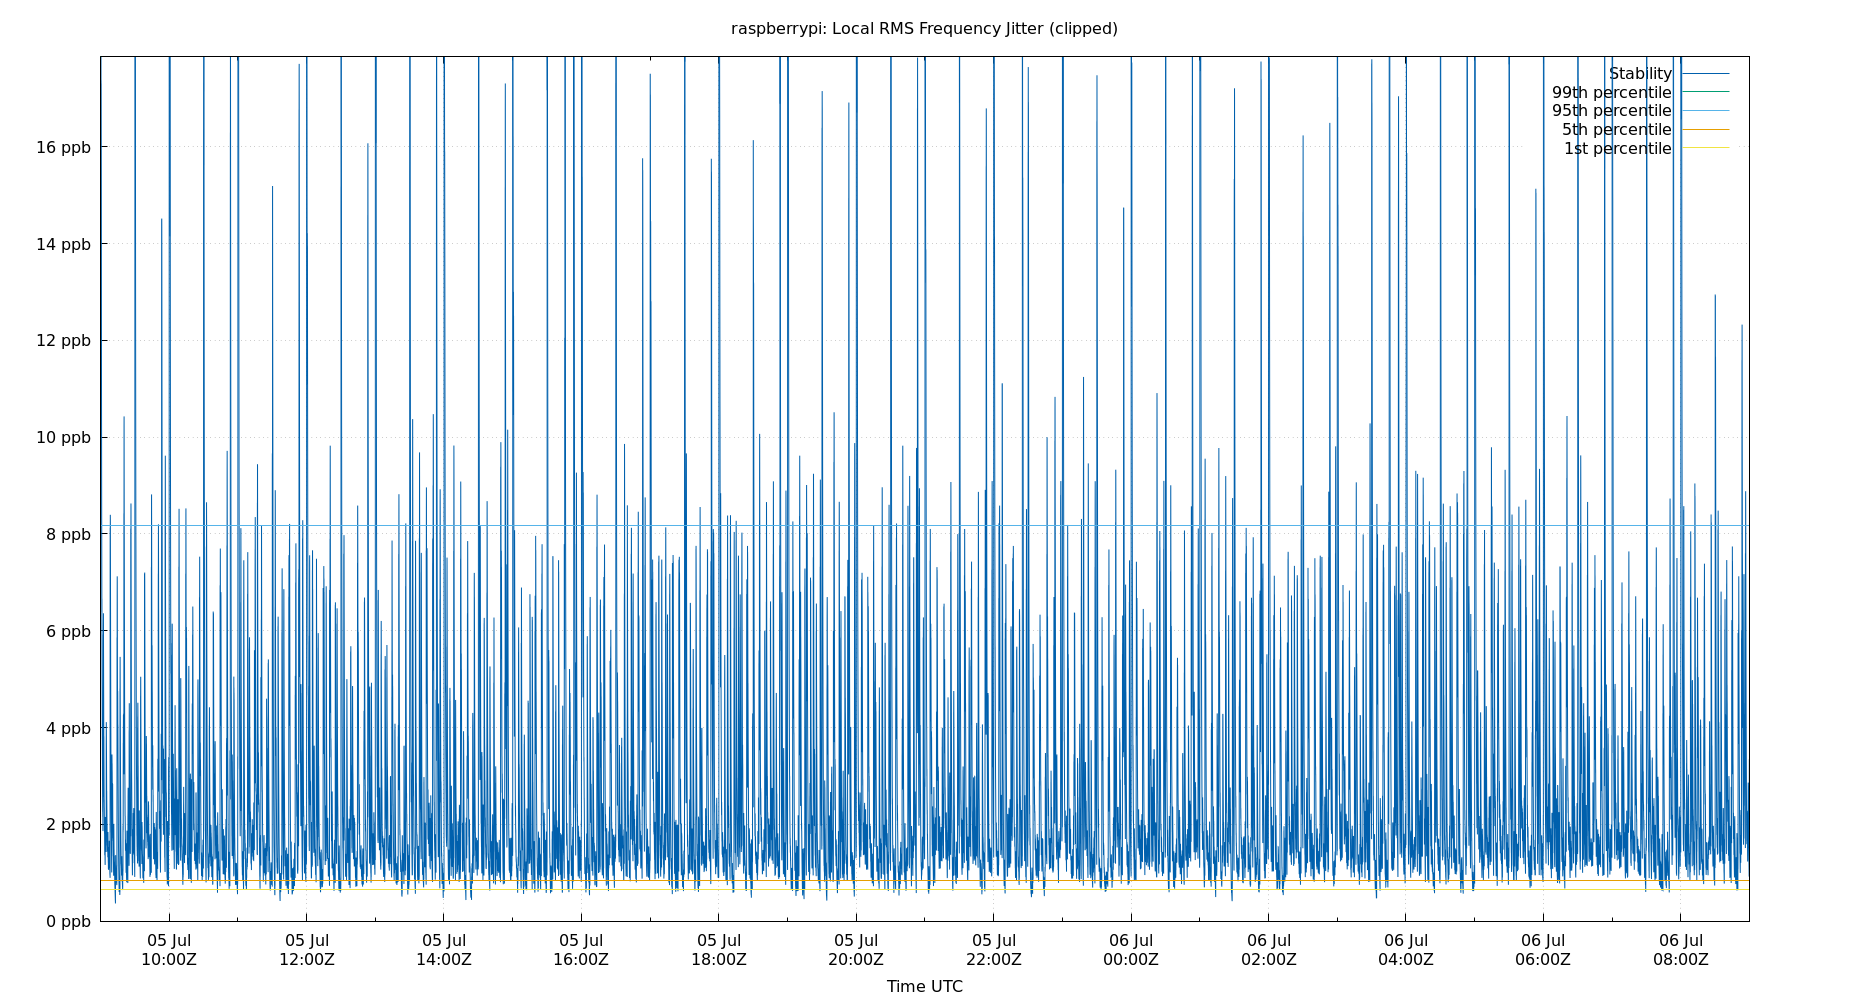 raspberrypi: Local RMS Frequency Jitter (clipped)
Stability
99th percentile
95th percentile
5th percentile
1st percentile
16 ppb
14 ppb
12 ppb
10 ppb
8 ppb
6 ppb
4 ppb
2 ppb
0 ppb
05 Jul 05 Jul 05 Jul 05 Jul 05 Jul 05 Jul 05 Jul 06 Jul 06 Jul 06 Jul 06 Jul 06 Jul
10:00Z 12:00Z 14:00Z 16:00Z 18:00Z 20:00Z 22:00Z 00:00Z 02:00Z 04:00Z 06:00Z 08:00Z
Time UTC